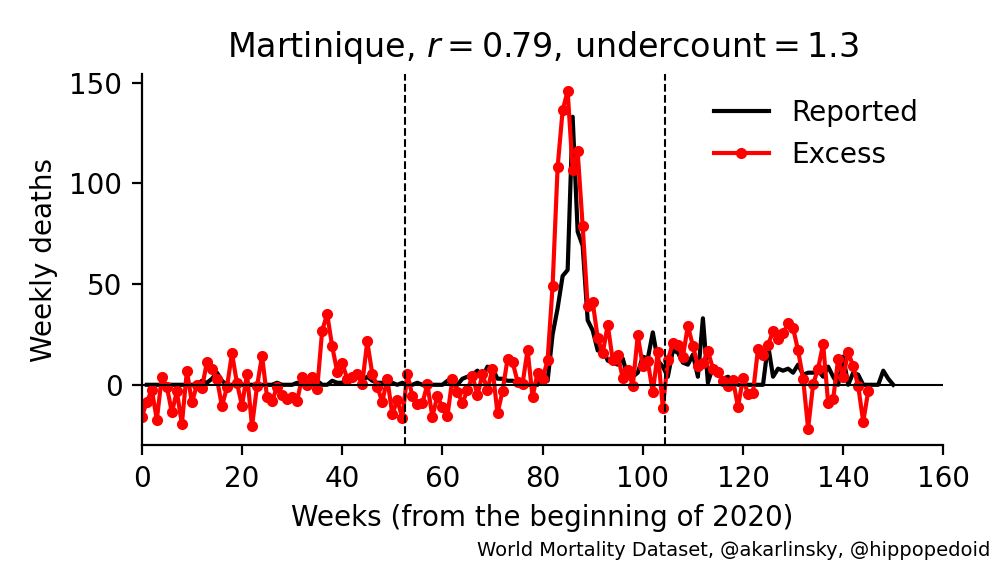 Martinique, r = 0.79, undercount = 1.3
150
100
50
0
Weekly deaths
Reported
Excess
0 20 40 60 80 100 120 140 160
Weeks (from the beginning of 2020)
World Mortality Dataset, @akarlinsky, @hippopedoid